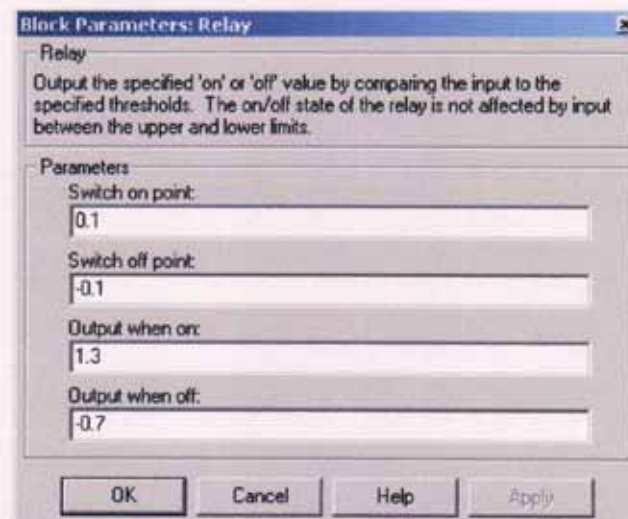 Block Parameters: Relay
Relay
Output the specified 'on' or 'off' value by comparing the input to the
specified thresholds. The on/off state of the relay is not affected by input
between the upper and lower limits.
Parameters
Switch on point:
0.1
Switch off point:
-0.1
Output when on:
1.3
Output when off:
-0.7
OK
Cancel
Help
Apply